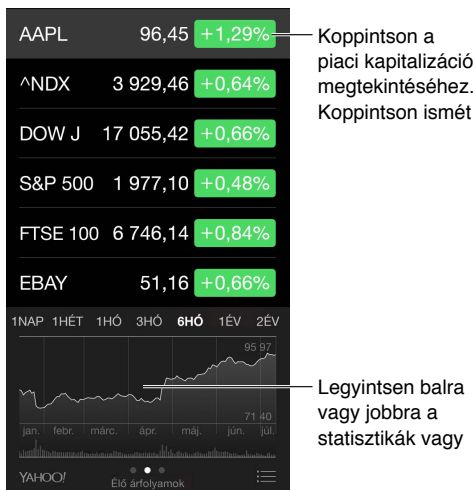 AAPL 96,45 +1,29%
^NDX 3 929,46 +0,64%
DOW J 17 055,42 +0,66%
S&P 500 1 977,10 +0,48%
FTSE 100 6 746,14 +0,84%
EBAY 51,16 +0,66%
1NAP 1HÉT 1HÓ 3HÓ 6HÓ 1ÉV 2ÉV
95 97
71 40
jan. febr. márc. ápr. máj. jún. júl.
YAHOO!
Élő árfolyamok
Koppintson a
piaci kapitalizáció
megtekintéséhez.
Koppintson ismét
Legyintsen balra
vagy jobbra a
statisztikák vagy